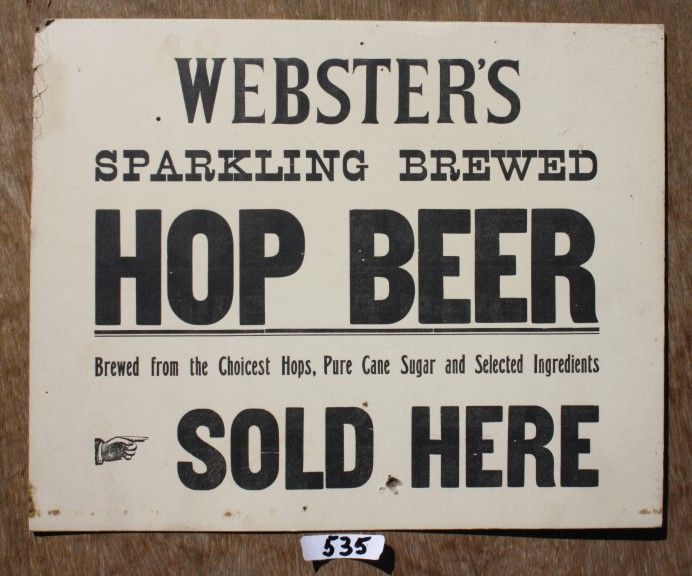 WEBSTER'S
SPARKLING BREWED
HOP BEER
Brewed from the Choicest Hops, Pure Cane Sugar and Selected Ingredients
SOLD HERE
535